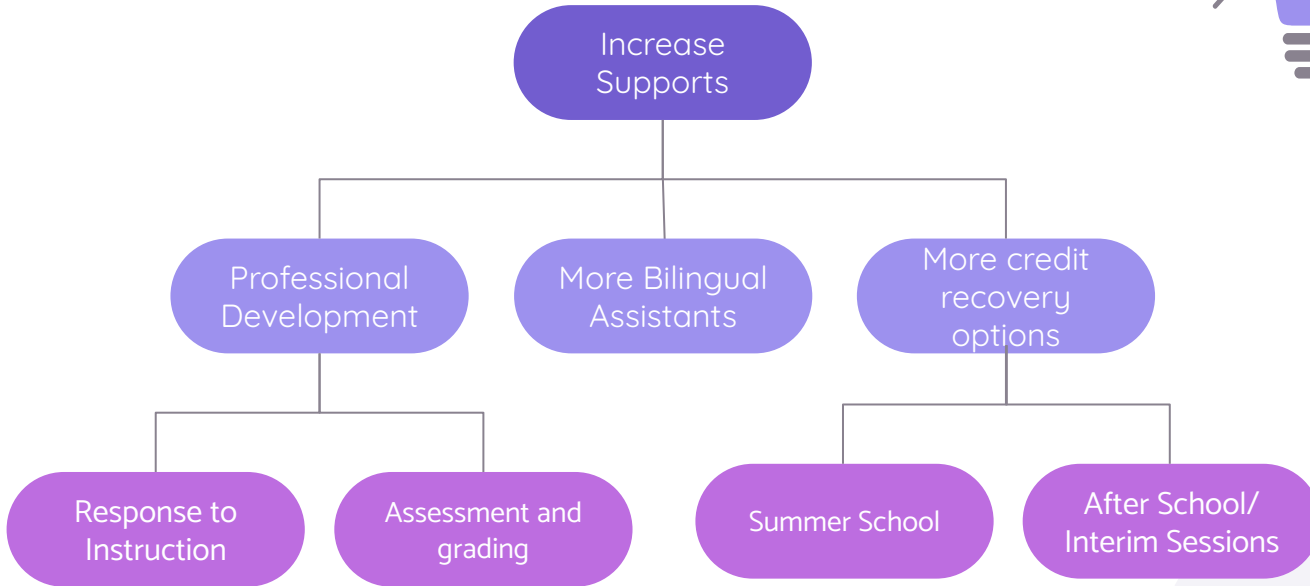 Increase
Supports
Professional
Development
More Bilingual
Assistants
More credit
recovery
options
Response to
Instruction
Assessment and
grading
Summer School
After School/
Interim Sessions